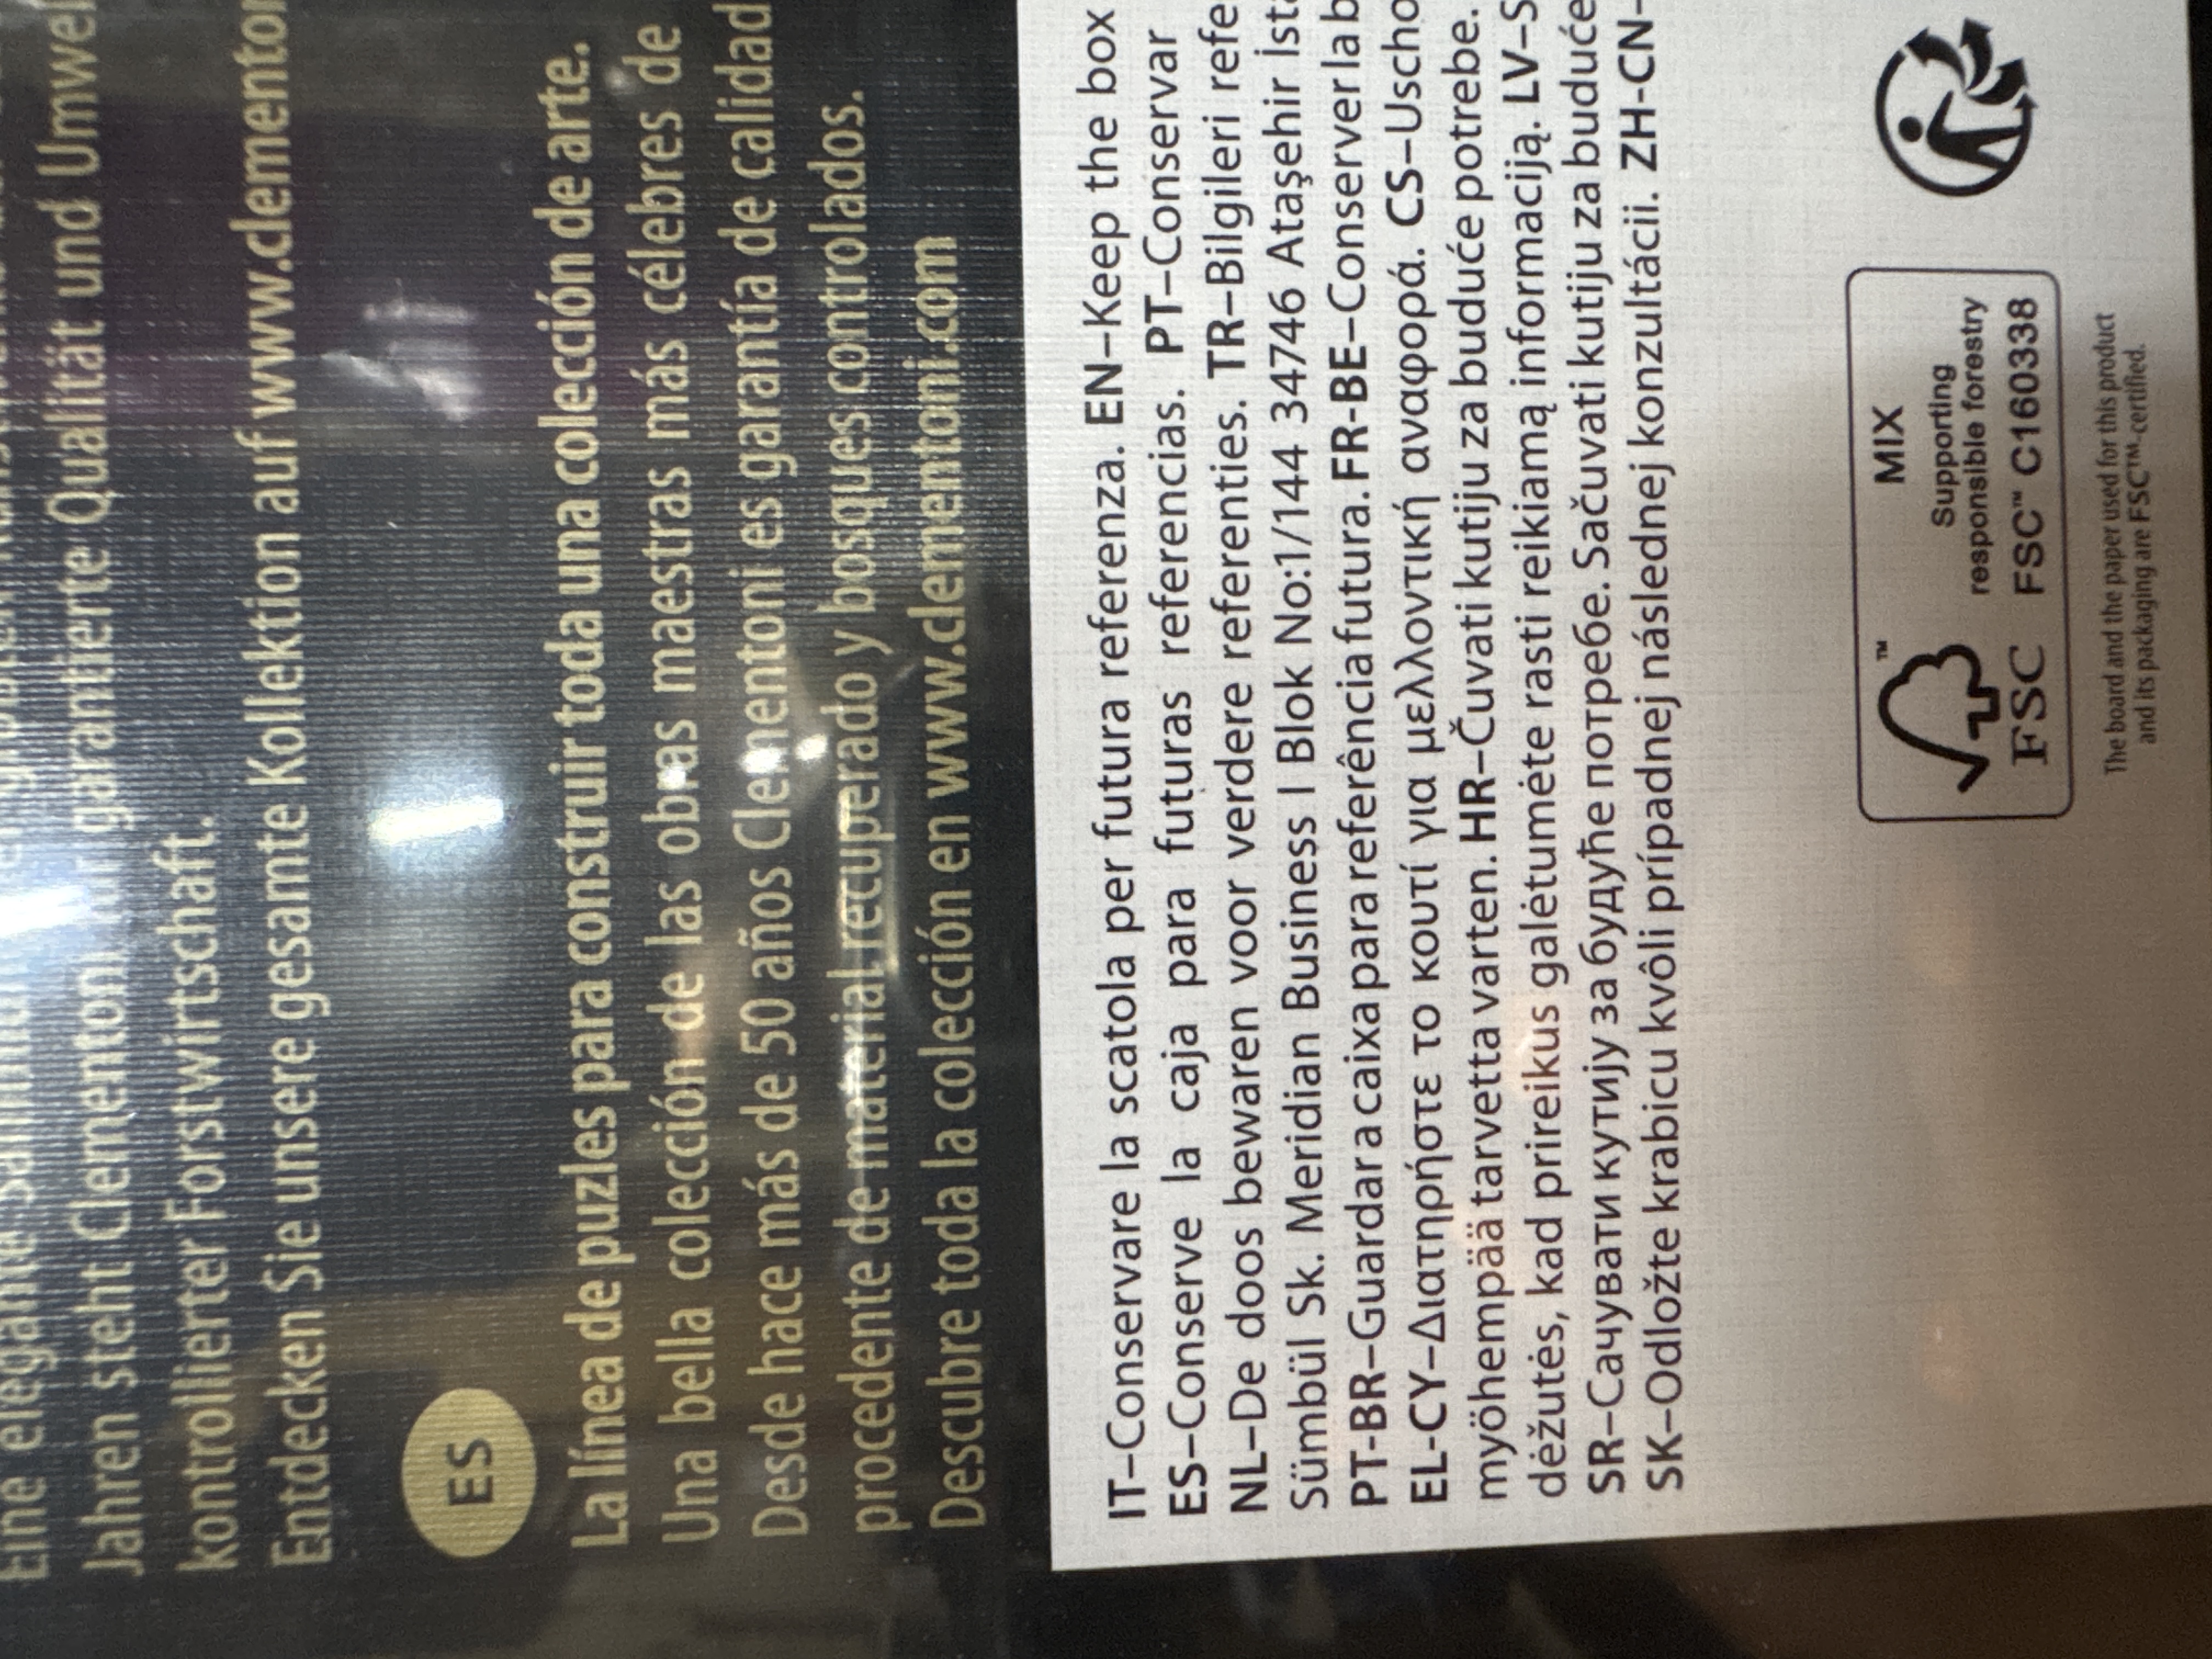 Eine elegante
Jahren steht Clementoni für garantierte Qualität und
kontrollierter Forstwirtschaft.
Entdecken Sie unsere gesamte Kollektion auf www.clementoni
ES
La línea de puzles para construir toda una colección de arte.
Una bella colección de las obras maestras más célebres de
Desde hace más de 50 años Clementoni es garantía de calidad
procedente de material recuperado y bosques controlados.
Descubre toda la colección en www.clementoni.com
IT–Conservare la scatola per futura referenza. EN–Keep the box
ES–Conserve la caja para futuras referencias. PT–Conservar
NL–De doos bewaren voor verdere referenties. TR–Bilgileri
Sümbül Sk. Meridian Business I Blok No:1/144 34746 Ataşehir
PT-BR–Guardar a caixa para referência futura. FR-BE–Conserver la
EL-CY–Διατηρήστε το κουτί για μελλοντική αναφορά. CS–
myöhempää tarvetta varten. HR–Čuvati kutiju za buduće potrebe.
dėžutės, kad prireikus galėtumėte rasti reikiamą informaciją. LV–
SR–Сачувати кутију за будуће потребе. Sačuvati kutiju za buduće
SK–Odložte krabicu kvôli prípadnej následnej konzultácii. ZH-CN–
FSC™
MIX
Supporting
responsible forestry
FSC™ C160338
The board and the paper used for this product
and its packaging are FSC™-certified.